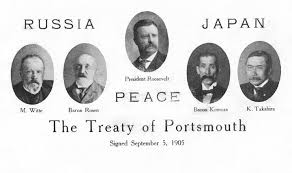 RUSSIA JAPAN
President Roosevelt
M. Witte Baron Rosen PEACE Baron Komura K. Takahira
The Treaty of Portsmouth
Signed September 5, 1905